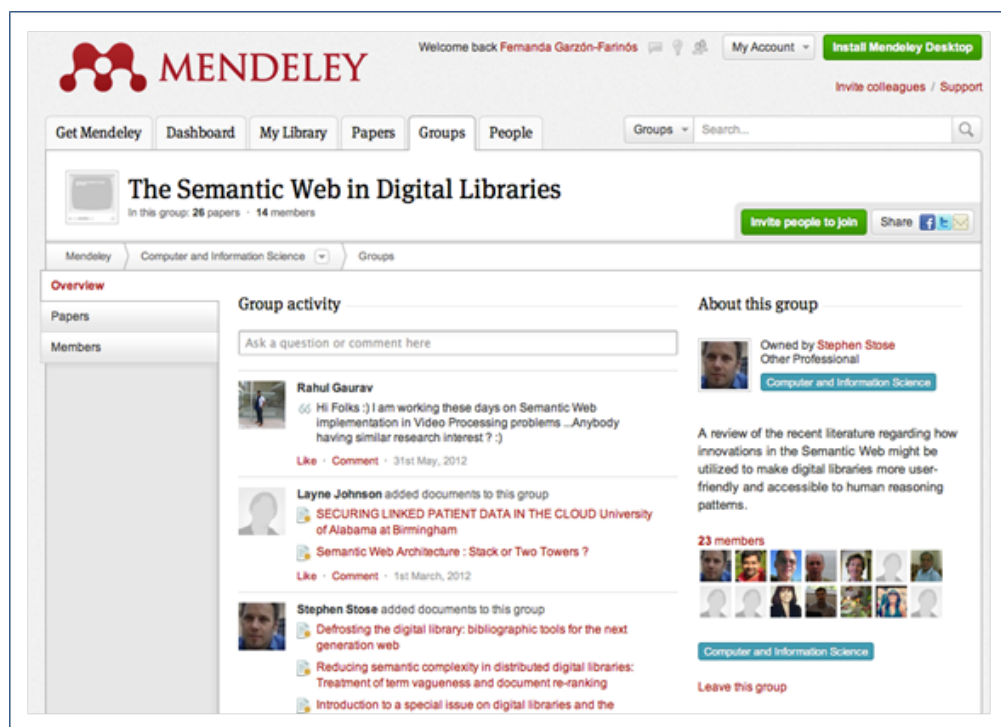 MENDELEY
Welcome back Fernanda Garzón-Farinós
My Account
Install Mendeley Desktop
Invite colleagues / Support
Get Mendeley
Dashboard
My Library
Papers
Groups
People
Groups
Search...
The Semantic Web in Digital Libraries
In this group: 26 papers · 14 members
Invite people to join
Share
Mendeley
Computer and Information Science
Groups
Overview
Papers
Members
Group activity
Ask a question or comment here
Rahul Gaurav
Hi Folks :) I am working these days on Semantic Web
implementation in Video Processing problems ...Anybody
having similar research interest ? :)
Like · Comment · 31st May, 2012
Layne Johnson added documents to this group
SECURING LINKED PATIENT DATA IN THE CLOUD University
of Alabama at Birmingham
Semantic Web Architecture : Stack or Two Towers ?
Like · Comment · 1st March, 2012
Stephen Stose added documents to this group
Defrosting the digital library: bibliographic tools for the next
generation web
Reducing semantic complexity in distributed digital libraries:
Treatment of term vagueness and document re-ranking
Introduction to a special issue on digital libraries and the
About this group
Owned by Stephen Stose
Other Professional
Computer and Information Science
A review of the recent literature regarding how
innovations in the Semantic Web might be
utilized to make digital libraries more user-
friendly and accessible to human reasoning
patterns.
23 members
Computer and Information Science
Leave this group